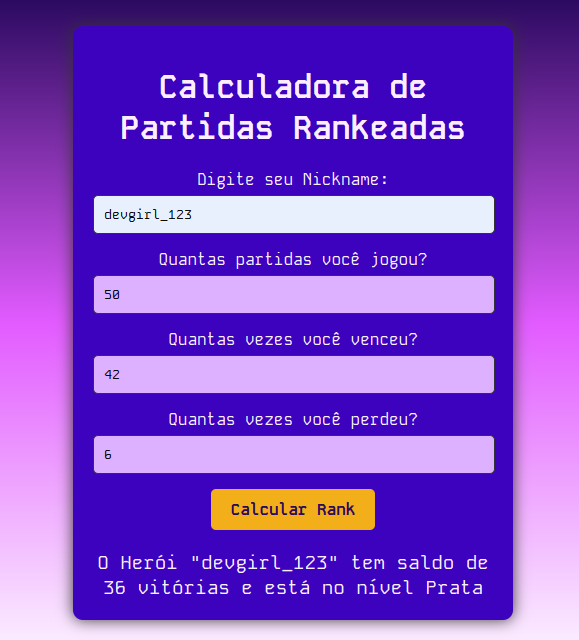 Calculadora de
Partidas Rankeadas
Digite seu Nickname:
devgirl_123
Quantas partidas você jogou?
50
Quantas vezes você venceu?
42
Quantas vezes você perdeu?
6
Calcular Rank
O Herói "devgirl_123" tem saldo de
36 vitórias e está no nível Prata